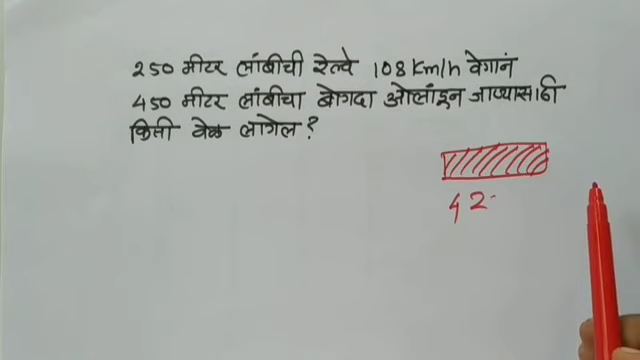 250 मीटर लांबीची रेल्वे 108 Km/h वेगानं
450 मीटर लांबीचा बोगदा ओलांडून जाण्यासाठी
किती वेळ लागेल ?
42